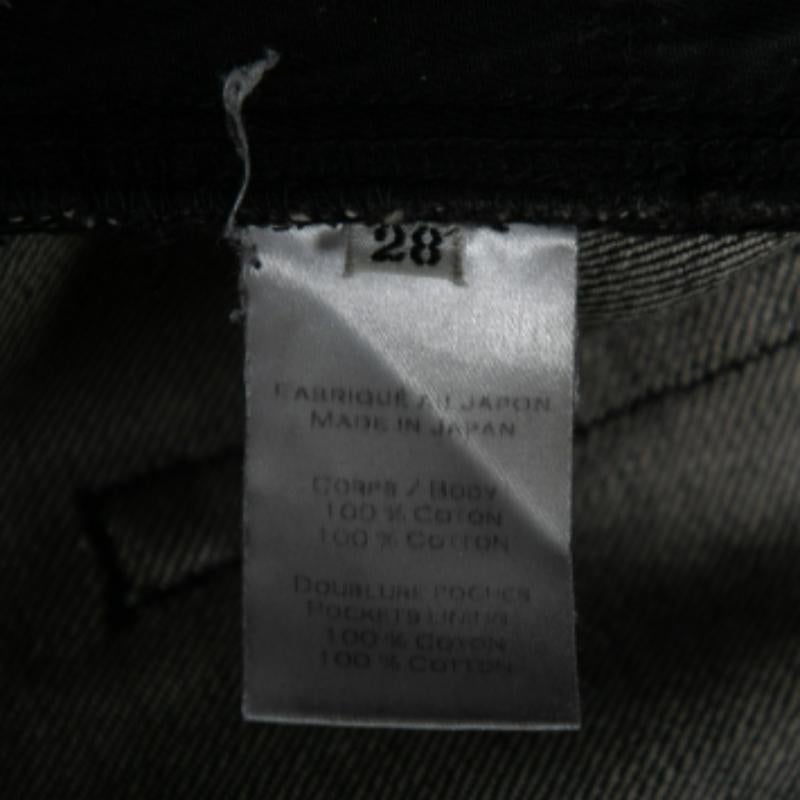 28
FABRIQUÉ AU JAPON
MADE IN JAPAN
CORPS / BODY
100 % COTON
100 % COTTON
DOUBLURE POCHES
POCKETS LINING
100 % COTON
100 % COTTON